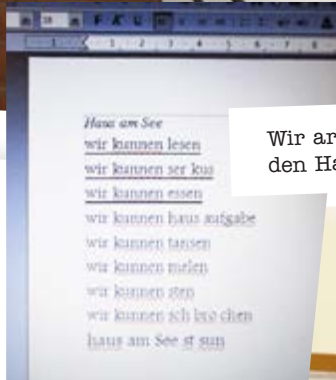 Haus am See
wir kunnen lesen
wir kunnen ser kus
wir kunnen essen
wir kunnen haus aufgabe
wir kunnen tansen
wir kunnen melen
wir kunnen sten
wir kunnen sch bro chen
haus am See st sun
Wir ar
den Ha